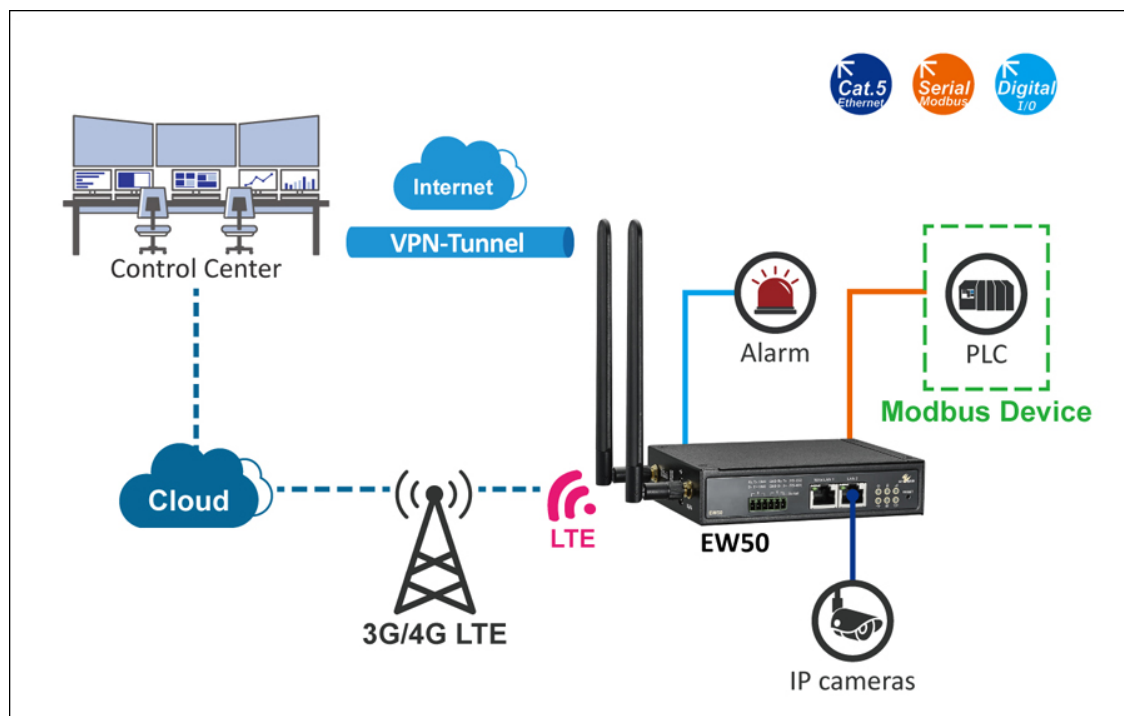 Cat.5
Ethernet
Serial
Modbus
Digital
I/O
Internet
VPN-Tunnel
Control Center
Alarm
PLC
Modbus Device
Cloud
LTE
EW50
3G/4G LTE
IP cameras